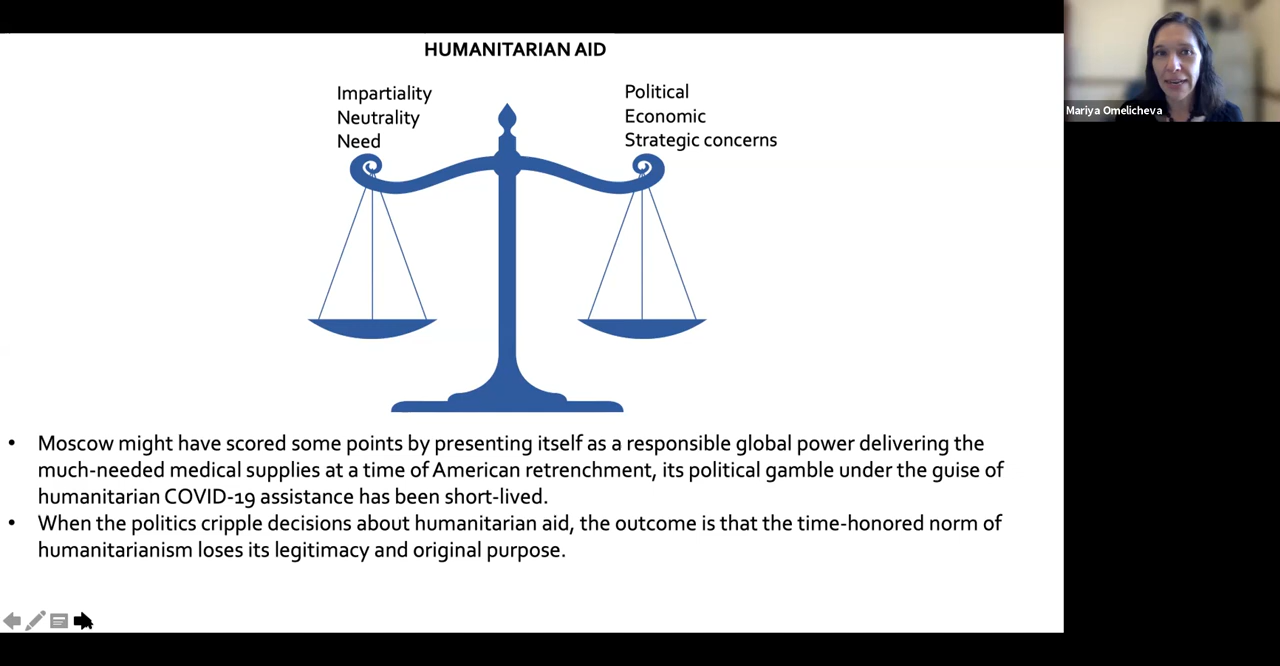 HUMANITARIAN AID
Impartiality
Neutrality
Need
Political
Economic
Strategic concerns
Mariya Omelicheva
• Moscow might have scored some points by presenting itself as a responsible global power delivering the
much-needed medical supplies at a time of American retrenchment, its political gamble under the guise of
humanitarian COVID-19 assistance has been short-lived.
• When the politics cripple decisions about humanitarian aid, the outcome is that the time-honored norm of
humanitarianism loses its legitimacy and original purpose.